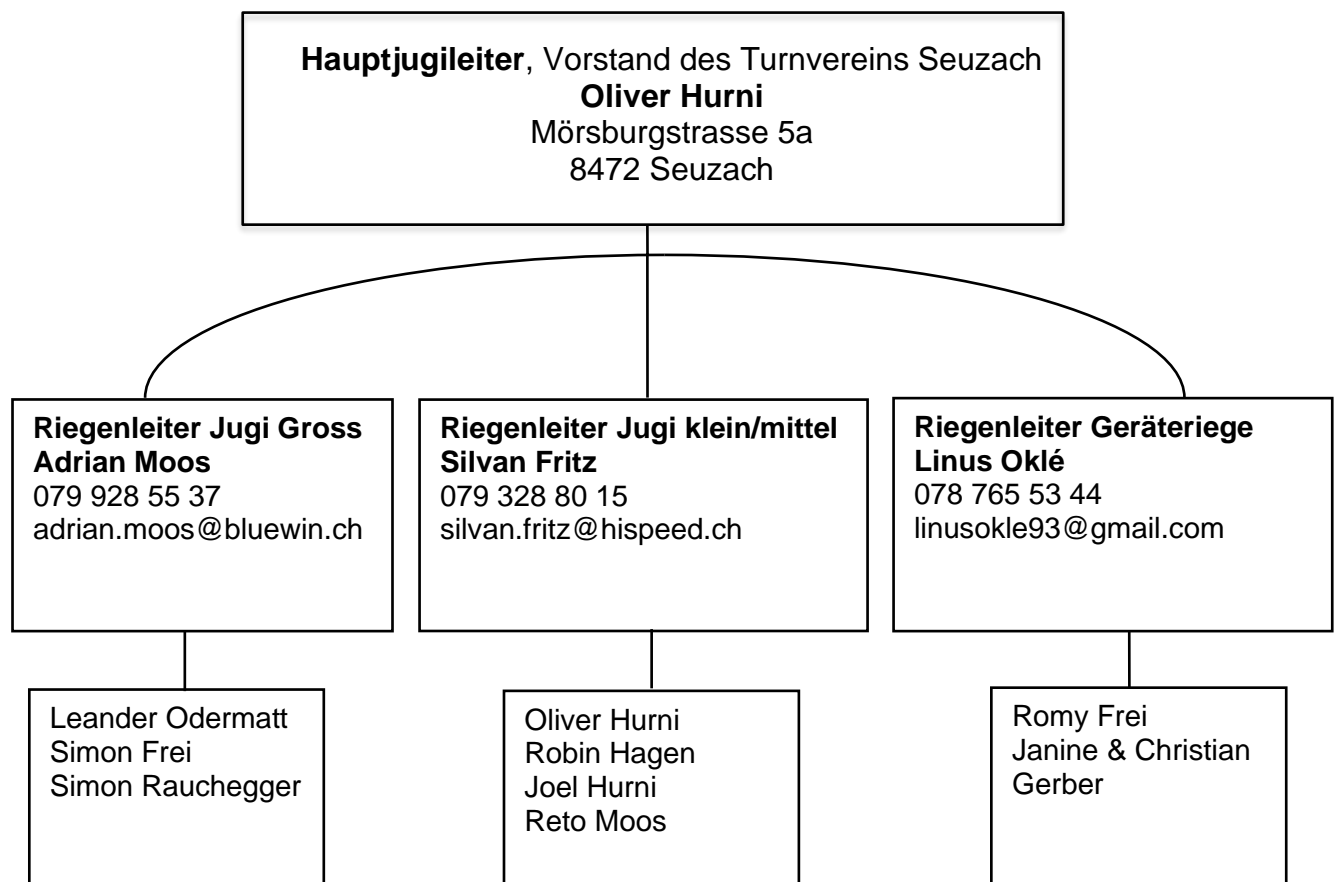 Hauptjugileiter, Vorstand des Turnvereins Seuzach
Oliver Hurni
Mörsburgstrasse 5a
8472 Seuzach
Riegenleiter Jugi Gross
Adrian Moos
079 928 55 37
adrian.moos@bluewin.ch
Riegenleiter Jugi klein/mittel
Silvan Fritz
079 328 80 15
silvan.fritz@hispeed.ch
Riegenleiter Geräteriege
Linus Oklé
078 765 53 44
linusokle93@gmail.com
Leander Odermatt
Simon Frei
Simon Rauchegger
Oliver Hurni
Robin Hagen
Joel Hurni
Reto Moos
Romy Frei
Janine & Christian
Gerber